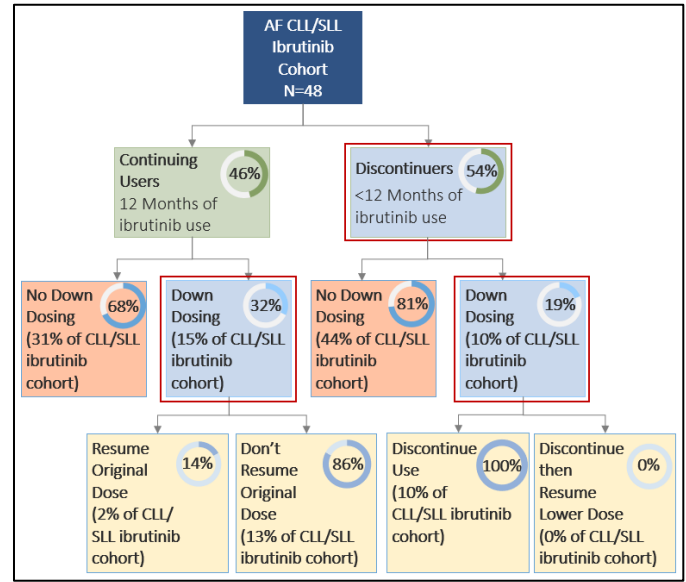 AF CLL/SLL
Ibrutinib
Cohort
N=48
Continuing
Users
12 Months of
ibrutinib use
46%
Discontinuers
<12 Months of
ibrutinib use
54%
No Down
Dosing
(31% of CLL/SLL
ibrutinib
cohort)
68%
Down
Dosing
(15% of CLL/SLL
ibrutinib
cohort)
32%
No Down
Dosing
(44% of CLL/SLL
ibrutinib
cohort)
81%
Down
Dosing
(10% of CLL/SLL
ibrutinib
cohort)
19%
Resume
Original
Dose
(2% of CLL/
SLL ibrutinib
cohort)
14%
Don’t
Resume
Original
Dose
(13% of CLL/SLL
ibrutinib cohort)
86%
Discontinue
Use
(10% of
CLL/SLL ibrutinib
cohort)
100%
Discontinue
then
Resume
Lower Dose
(0% of CLL/SLL
ibrutinib cohort)
0%